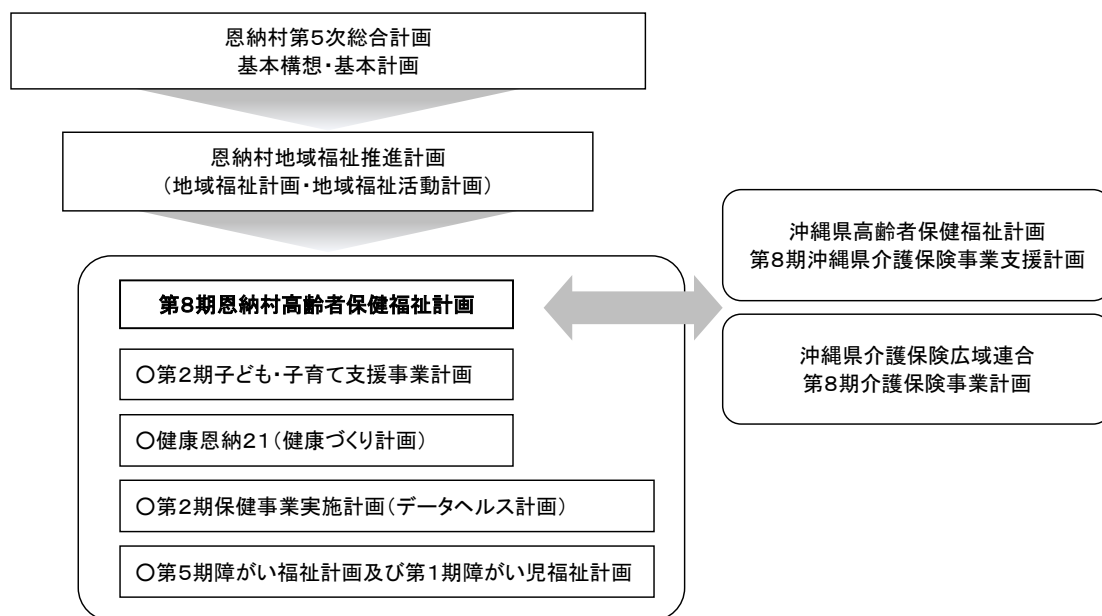 恩納村第5次総合計画
基本構想・基本計画
恩納村地域福祉推進計画
(地域福祉計画・地域福祉活動計画)
沖縄県高齢者保健福祉計画
第8期沖縄県介護保険事業支援計画
第8期恩納村高齢者保健福祉計画
沖縄県介護保険広域連合
第8期介護保険事業計画
○第2期子ども・子育て支援事業計画
○健康恩納21(健康づくり計画)
○第2期保健事業実施計画(データヘルス計画)
○第5期障がい福祉計画及び第1期障がい児福祉計画